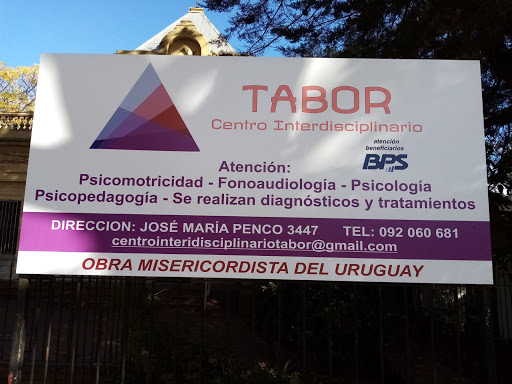 TABOR
Centro Interdisciplinario
atención
beneficiarios
BPS
Atención:
Psicomotricidad - Fonoaudiología - Psicología
Psicopedagogía - Se realizan diagnósticos y tratamientos
DIRECCION: JOSÉ MARÍA PENCO 3447 TEL: 092 060 681
centrointeridisciplinariotabor@gmail.com
OBRA MISERICORDISTA DEL URUGUAY